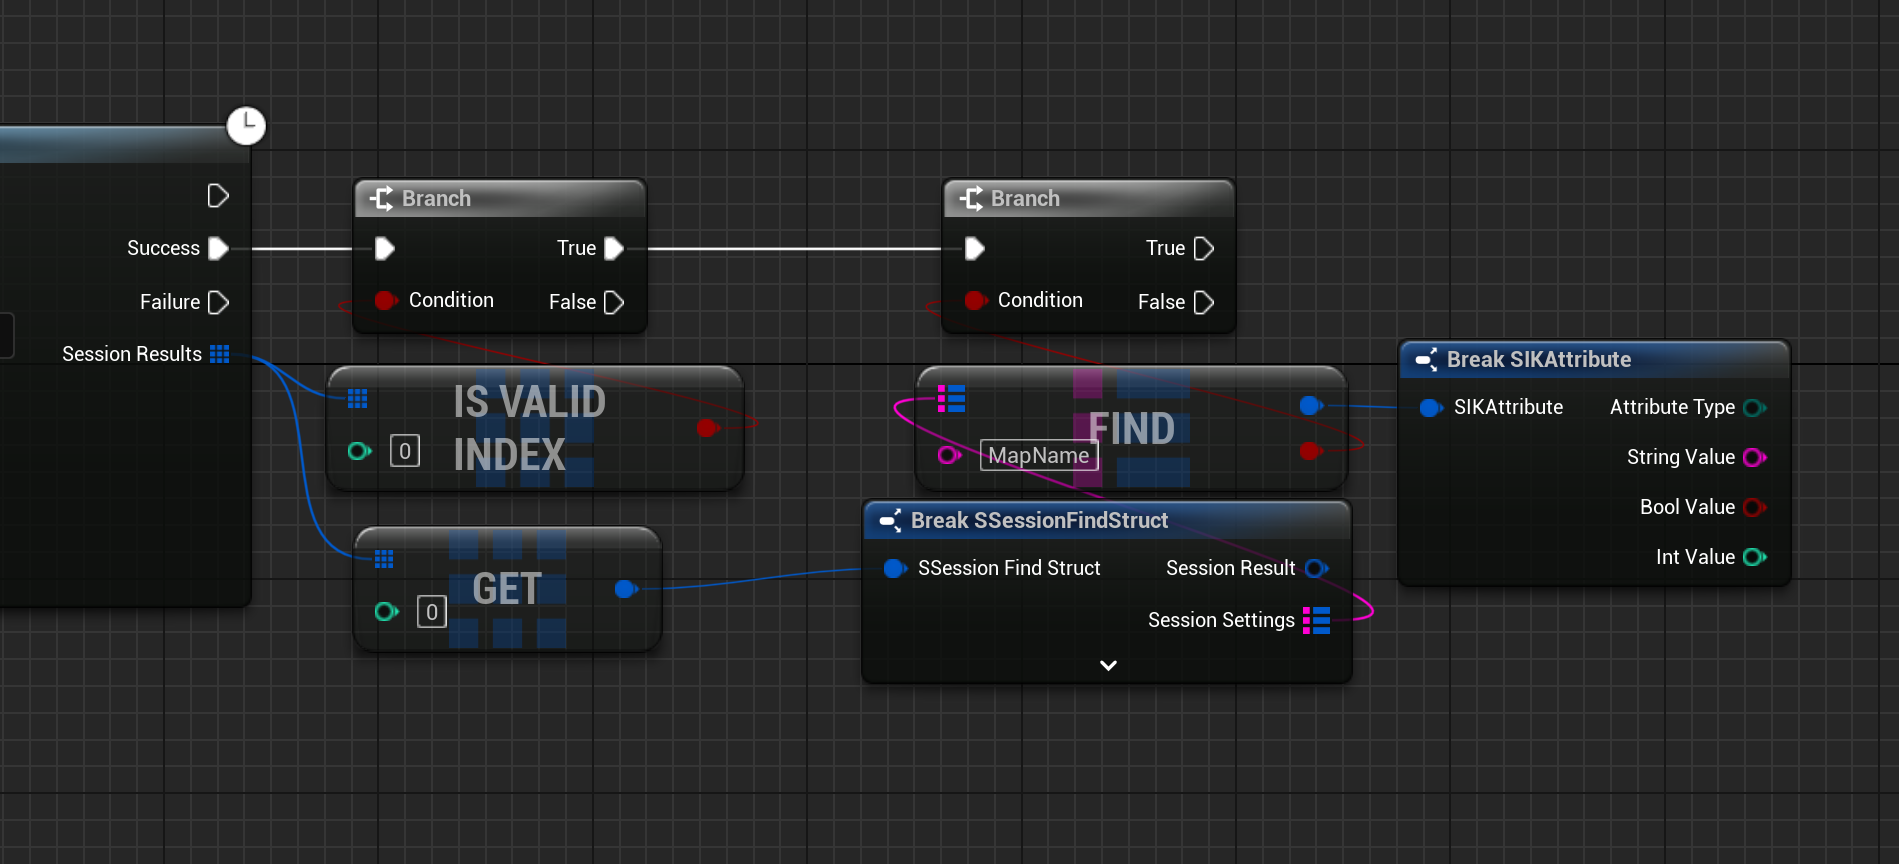 Success
Failure
Session Results
Branch
True
Condition
False
IS VALID
INDEX
0
GET
0
Branch
True
Condition
False
FIND
MapName
Break SSessionFindStruct
SSession Find Struct
Session Result
Session Settings
Break SIKAttribute
SIKAttribute
Attribute Type
String Value
Bool Value
Int Value